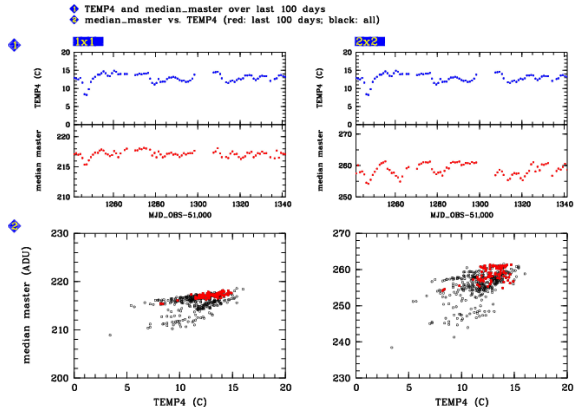 1 TEMP4 and median_master over last 100 days
2 median_master vs. TEMP4 (red: last 100 days; black: all)
1 1x1 2x2
20 20
15 15
TEMP4 (C) 10 TEMP4 (C) 10
5 5
0 0
220 270
median master 215 median master 260
210 250
1260 1280 1300 1320 1340 1260 1280 1300 1320 1340
MJD_OBS-51,000 MJD_OBS-51,000
2
230 270
220 260
median master (ADU) 250
210 240
200 230
0 5 10 15 20 0 5 10 15 20
TEMP4 (C) TEMP4 (C)